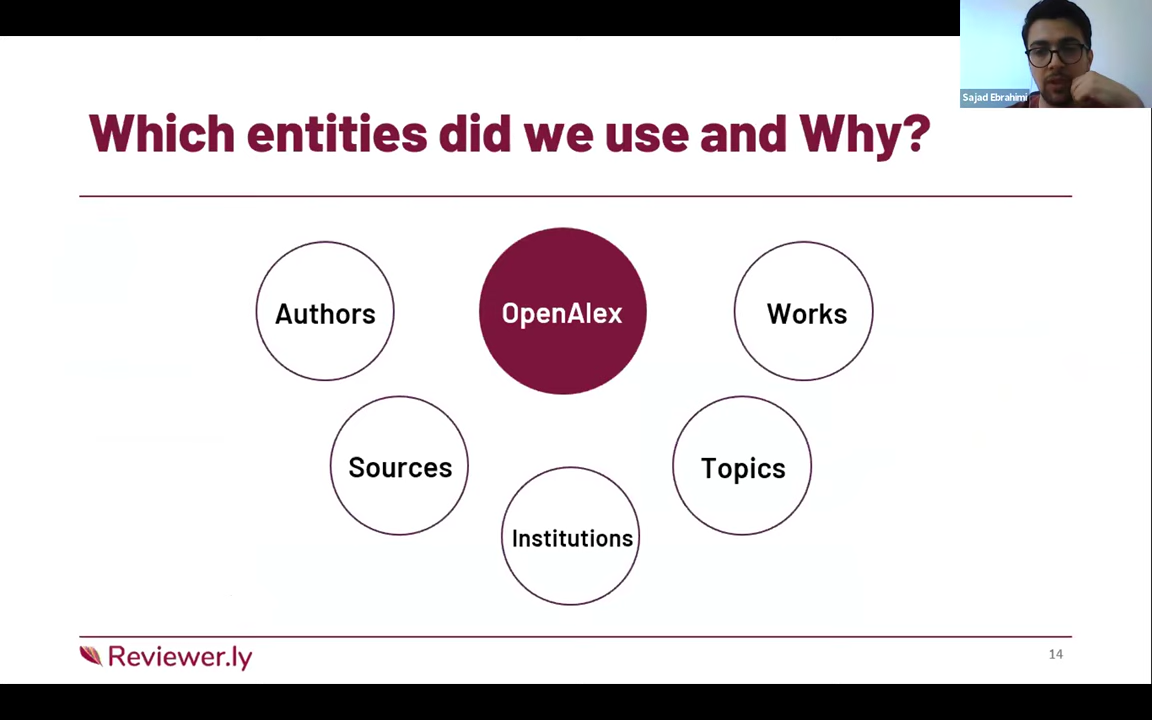 Sajad Ebrahimi
Which entities did we use and Why?
Authors
OpenAlex
Works
Sources
Topics
Institutions
Reviewer.ly
14